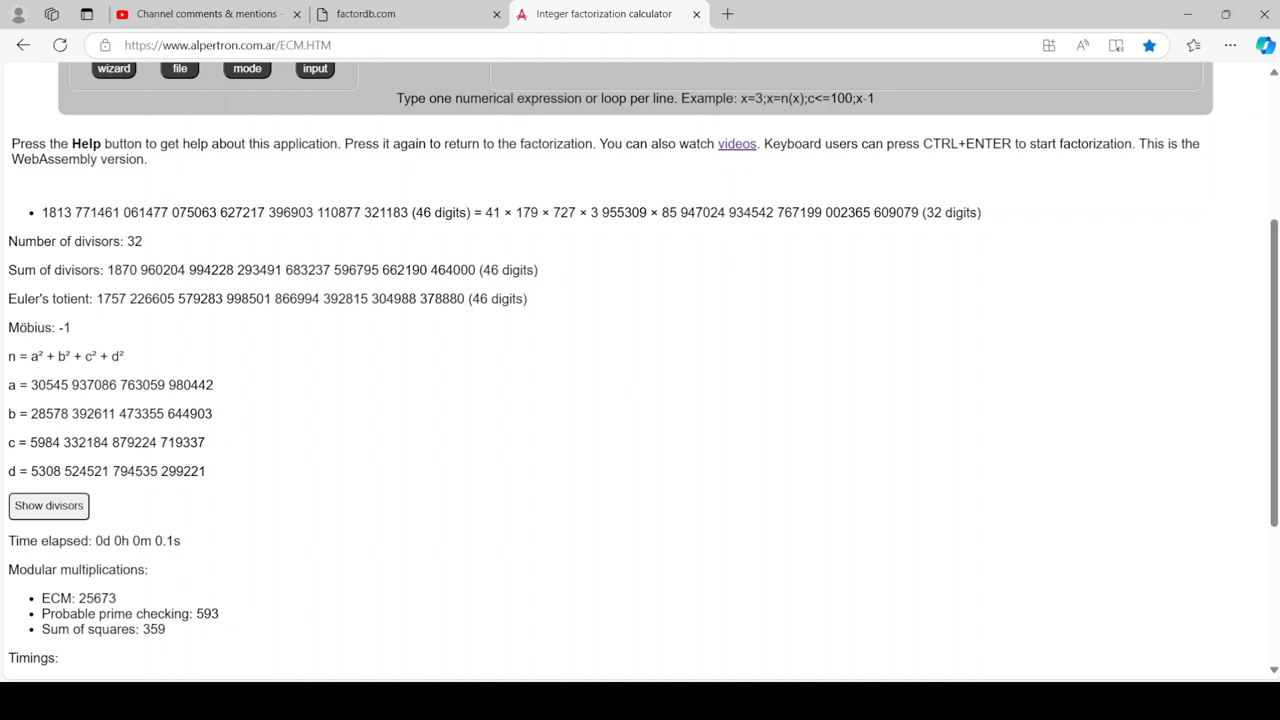 Channel comments & mentions -
factordb.com
Integer factorization calculator
https://www.alpertron.com.ar/ECM.HTM
wizard file mode input
Type one numerical expression or loop per line. Example: x=3;x=n(x);c<=100;x-1
Press the Help button to get help about this application. Press it again to return to the factorization. You can also watch videos. Keyboard users can press CTRL+ENTER to start factorization. This is the
WebAssembly version.
• 1813 771461 061477 075063 627217 396903 110877 321183 (46 digits) = 41 × 179 × 727 × 3 955309 × 85 947024 934542 767199 002365 609079 (32 digits)
Number of divisors: 32
Sum of divisors: 1870 960204 994228 293491 683237 596795 662190 464000 (46 digits)
Euler's totient: 1757 226605 579283 998501 866994 392815 304988 378880 (46 digits)
Möbius: -1
n = a² + b² + c² + d²
a = 30545 937086 763059 980442
b = 28578 392611 473355 644903
c = 5984 332184 879224 719337
d = 5308 524521 794535 299221
Show divisors
Time elapsed: 0d 0h 0m 0.1s
Modular multiplications:
• ECM: 25673
• Probable prime checking: 593
• Sum of squares: 359
Timings: